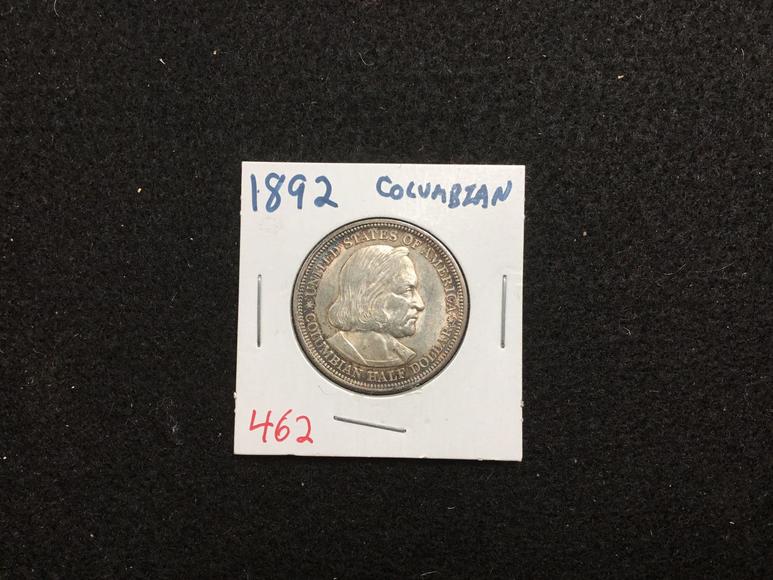 1892 COLUMBIAN
UNITED STATES OF AMERICA
COLUMBIAN HALF DOLLAR
462